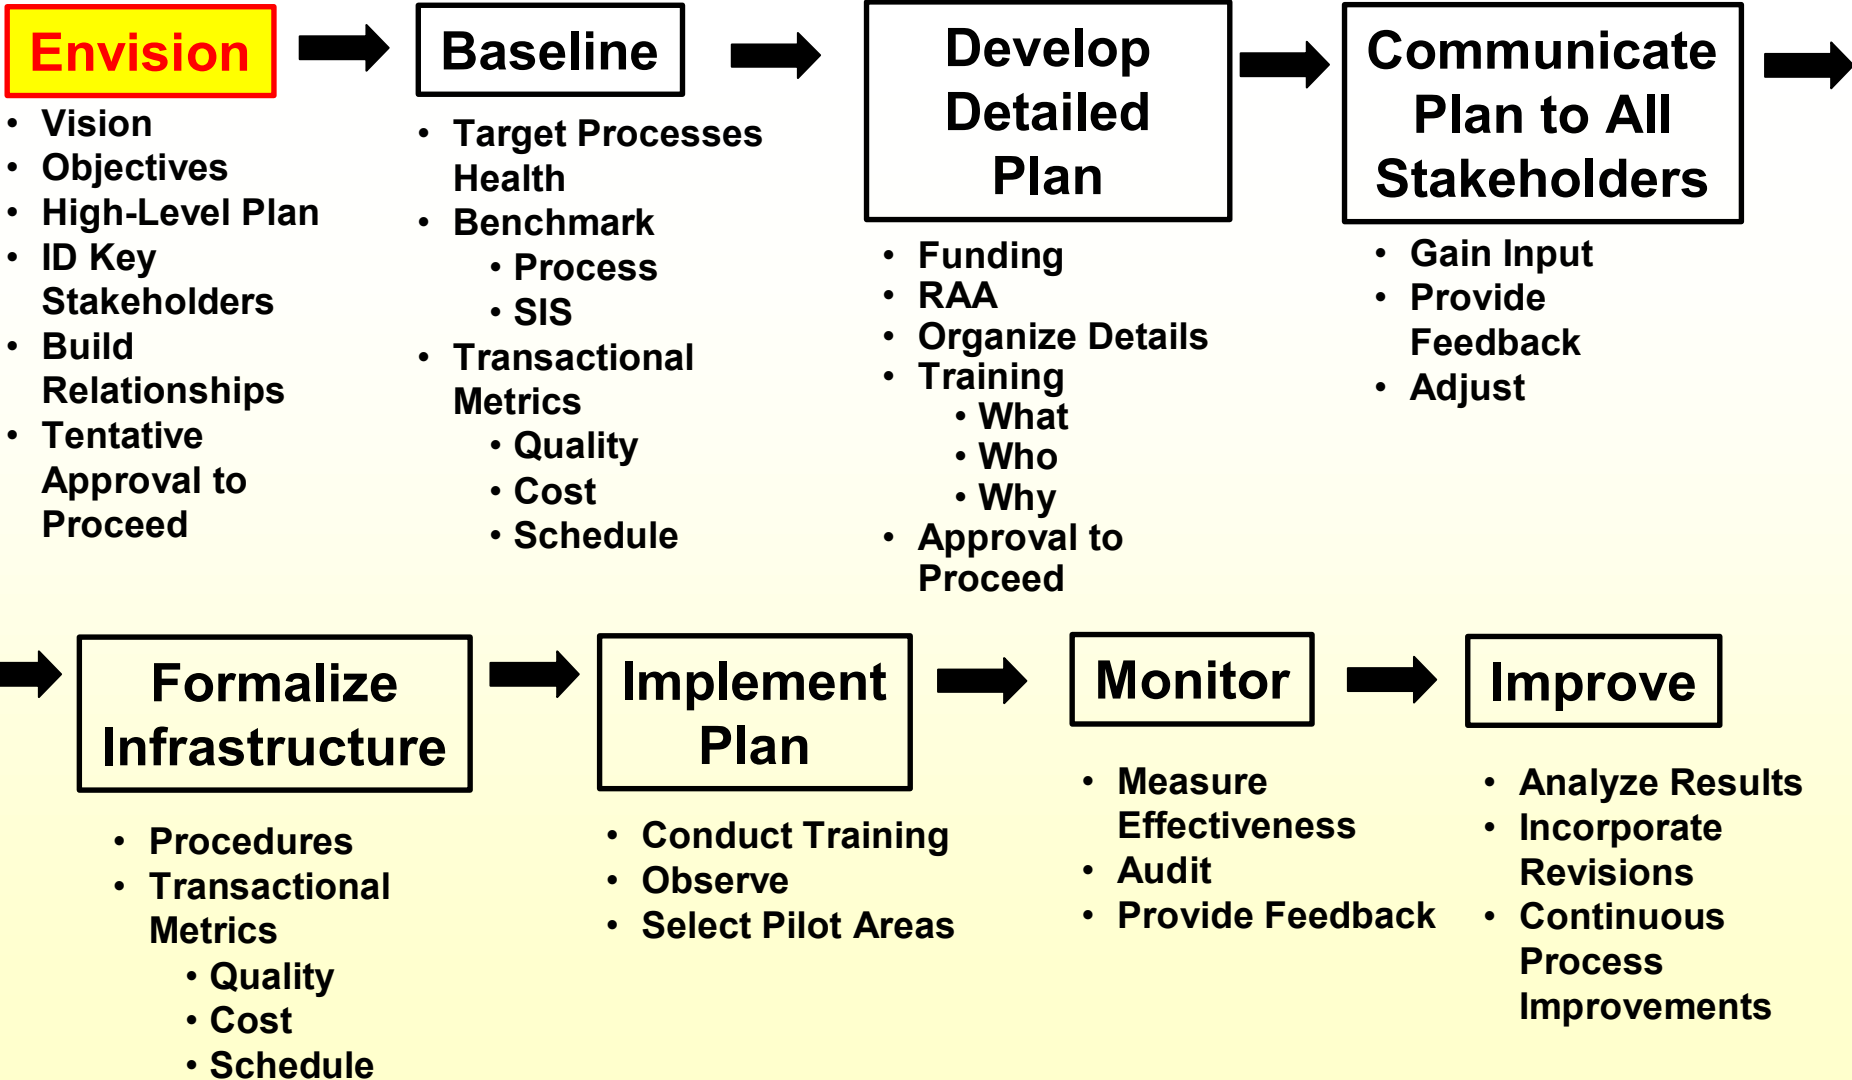 Envision
• Vision
• Objectives
• High-Level Plan
• ID Key
Stakeholders
• Build
Relationships
• Tentative
Approval to
Proceed
Baseline
• Target Processes
Health
• Benchmark
• Process
• SIS
• Transactional
Metrics
• Quality
• Cost
• Schedule
Develop
Detailed
Plan
• Funding
• RAA
• Organize Details
• Training
• What
• Who
• Why
• Approval to
Proceed
Communicate
Plan to All
Stakeholders
• Gain Input
• Provide
Feedback
• Adjust
Formalize
Infrastructure
• Procedures
• Transactional
Metrics
• Quality
• Cost
• Schedule
Implement
Plan
• Conduct Training
• Observe
• Select Pilot Areas
Monitor
• Measure
Effectiveness
• Audit
• Provide Feedback
Improve
• Analyze Results
• Incorporate
Revisions
• Continuous
Process
Improvements